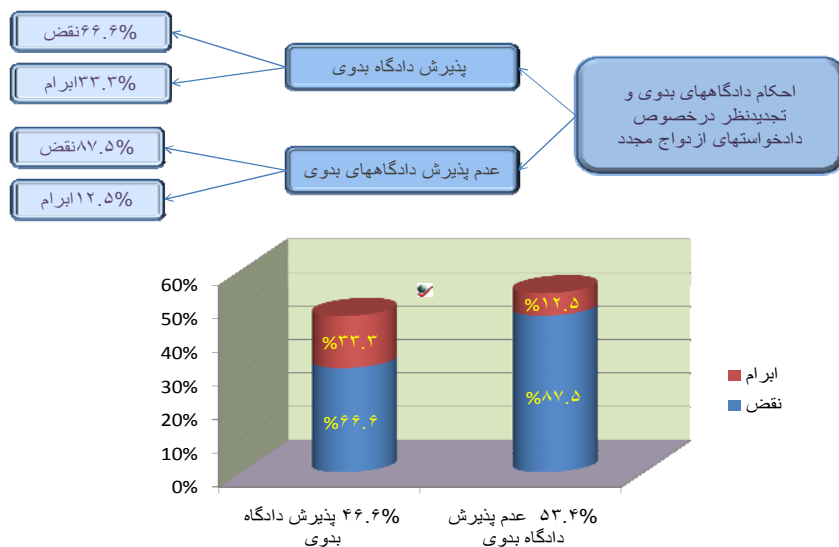 احکام دادگاههای بدوی و
تجدیدنظر درخصوص
دادخواستهای ازدواج مجدد
پذیرش دادگاه بدوی
عدم پذیرش دادگاههای بدوی
۶۶.۶%نقض
۳۳.۳%ابرام
۸۷.۵%نقض
۱۲.۵%ابرام
60%
50%
40%
30%
20%
10%
0%
%۳۳.۳
%۶۶.۶
%۱۲.۵
%۸۷.۵
ابرام
نقض
۴۶.۶% پذیرش دادگاه
بدوی
۵۳.۴% عدم پذیرش
دادگاه بدوی